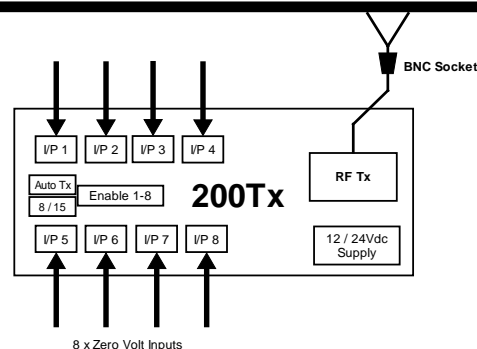 BNC Socket
I/P 1 I/P 2 I/P 3 I/P 4
Auto Tx
8 / 15
Enable 1-8
200Tx
RF Tx
I/P 5 I/P 6 I/P 7 I/P 8
12 / 24Vdc
Supply
8 x Zero Volt Inputs